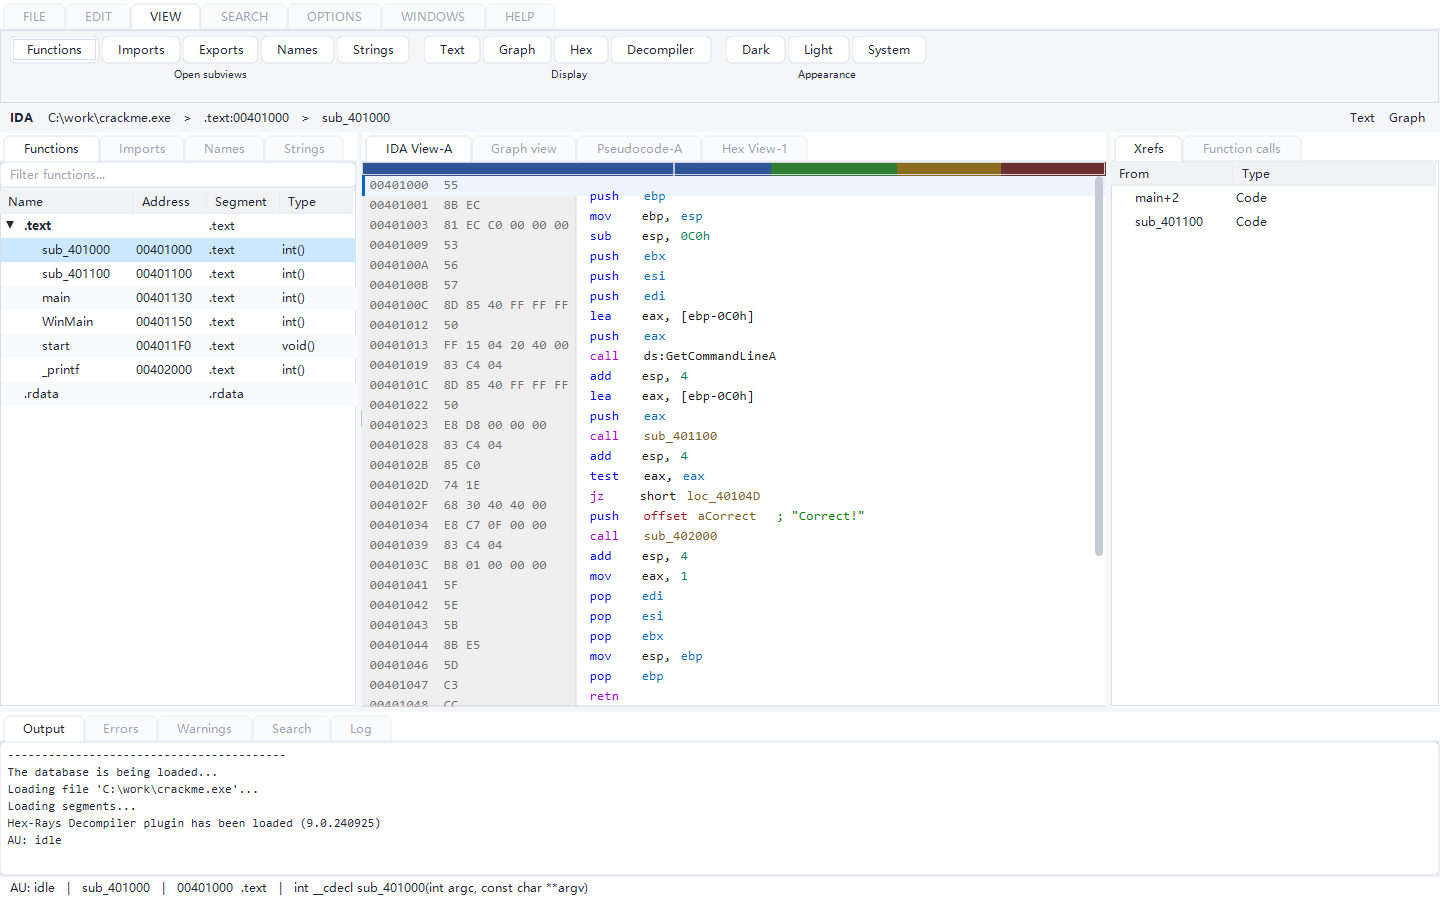 FILE EDIT VIEW SEARCH OPTIONS WINDOWS HELP
Functions Imports Exports Names Strings Text Graph Hex Decompiler Dark Light System
Open subviews Display Appearance
IDA C:\work\crackme.exe > .text:00401000 > sub_401000 Text Graph
Functions Imports Names Strings
Filter functions...
Name Address Segment Type
.text .text
sub_401000 00401000 .text int()
sub_401100 00401100 .text int()
main 00401130 .text int()
WinMain 00401150 .text int()
start 004011F0 .text void()
_printf 00402000 .text int()
.rdata .rdata
IDA View-A Graph view Pseudocode-A Hex View-1
00401000 55
00401001 8B EC
00401003 81 EC C0 00 00 00
00401009 53
0040100A 56
0040100B 57
0040100C 8D 85 40 FF FF FF
00401012 50
00401013 FF 15 04 20 40 00
00401019 83 C4 04
0040101C 8D 85 40 FF FF FF
00401022 50
00401023 E8 D8 00 00 00
00401028 83 C4 04
0040102B 85 C0
0040102D 74 1E
0040102F 68 30 40 40 00
00401034 E8 C7 0F 00 00
00401039 83 C4 04
0040103C B8 01 00 00 00
00401041 5F
00401042 5E
00401043 5B
00401044 8B E5
00401046 5D
00401047 C3
00401048 CC
push ebp
mov ebp, esp
sub esp, 0C0h
push ebx
push esi
push edi
lea eax, [ebp-0C0h]
push eax
call ds:GetCommandLineA
add esp, 4
lea eax, [ebp-0C0h]
push eax
call sub_401100
add esp, 4
test eax, eax
jz short loc_40104D
push offset aCorrect ; "Correct!"
call sub_402000
add esp, 4
mov eax, 1
pop edi
pop esi
pop ebx
mov esp, ebp
pop ebp
retn
Xrefs Function calls
From Type
main+2 Code
sub_401100 Code
Output Errors Warnings Search Log
-----------------------------------------
The database is being loaded...
Loading file 'C:\work\crackme.exe'...
Loading segments...
Hex-Rays Decompiler plugin has been loaded (9.0.240925)
AU: idle
AU: idle | sub_401000 | 00401000 .text | int __cdecl sub_401000(int argc, const char **argv)